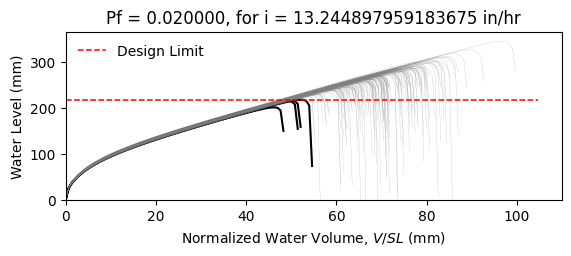 Pf = 0.020000, for i = 13.244897959183675 in/hr
Design Limit
Water Level (mm)
300
200
100
0
0 20 40 60 80 100
Normalized Water Volume, V/SL (mm)